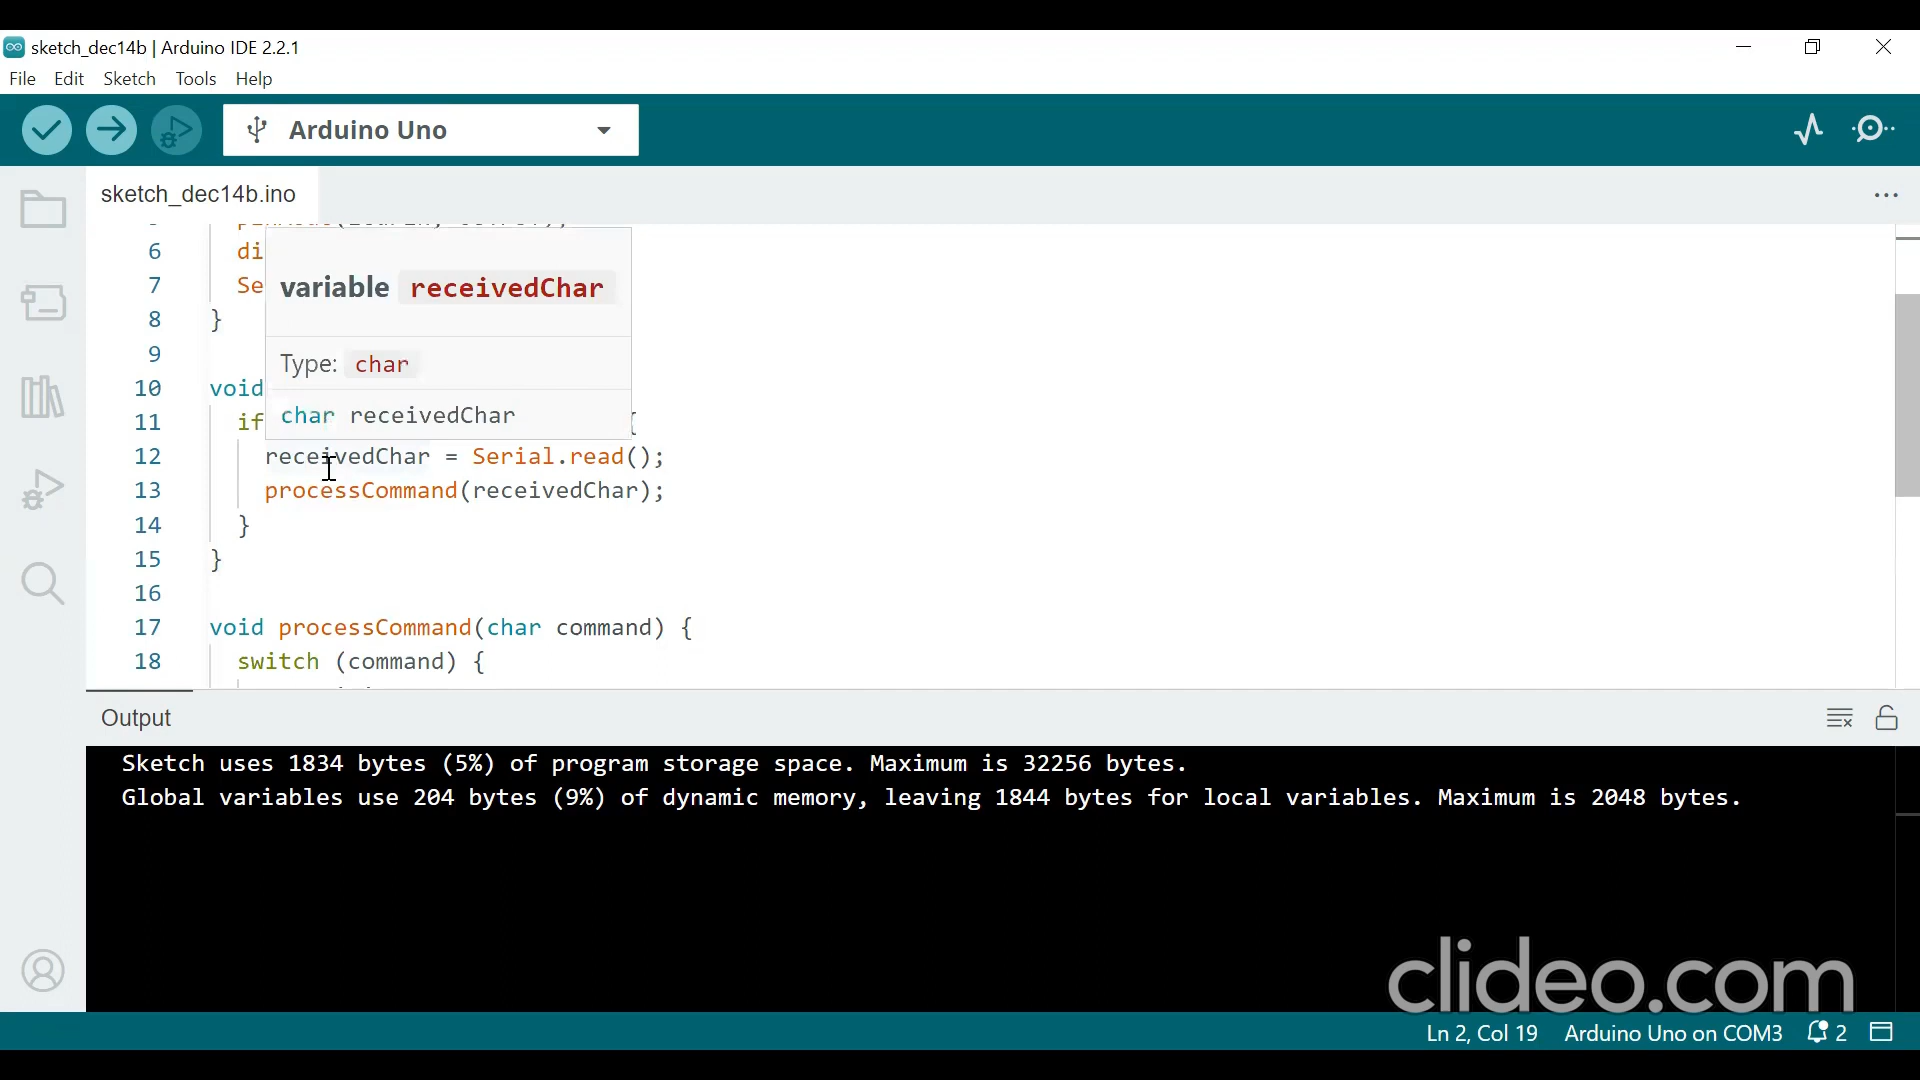 sketch_dec14b | Arduino IDE 2.2.1
File Edit Sketch Tools Help
Arduino Uno
sketch_dec14b.ino
6 di
7 Se
8 }
9
10 void
11 if {
12 receivedChar = Serial.read();
13 processCommand(receivedChar);
14 }
15 }
16
17 void processCommand(char command) {
18 switch (command) {
variable receivedChar
Type: char
char receivedChar
Output
Sketch uses 1834 bytes (5%) of program storage space. Maximum is 32256 bytes.
Global variables use 204 bytes (9%) of dynamic memory, leaving 1844 bytes for local variables. Maximum is 2048 bytes.
clideo.com
Ln 2, Col 19 Arduino Uno on COM3 2